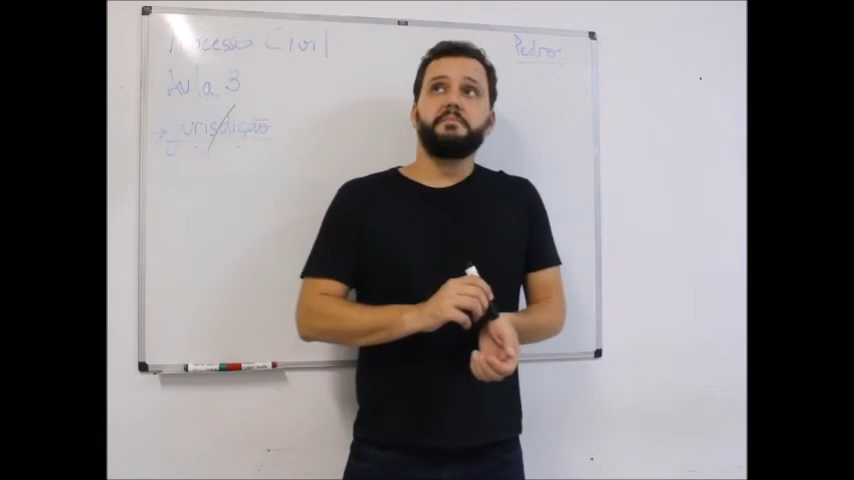 Processo Civil
Pedro
Aula 3
→ Jurisdição